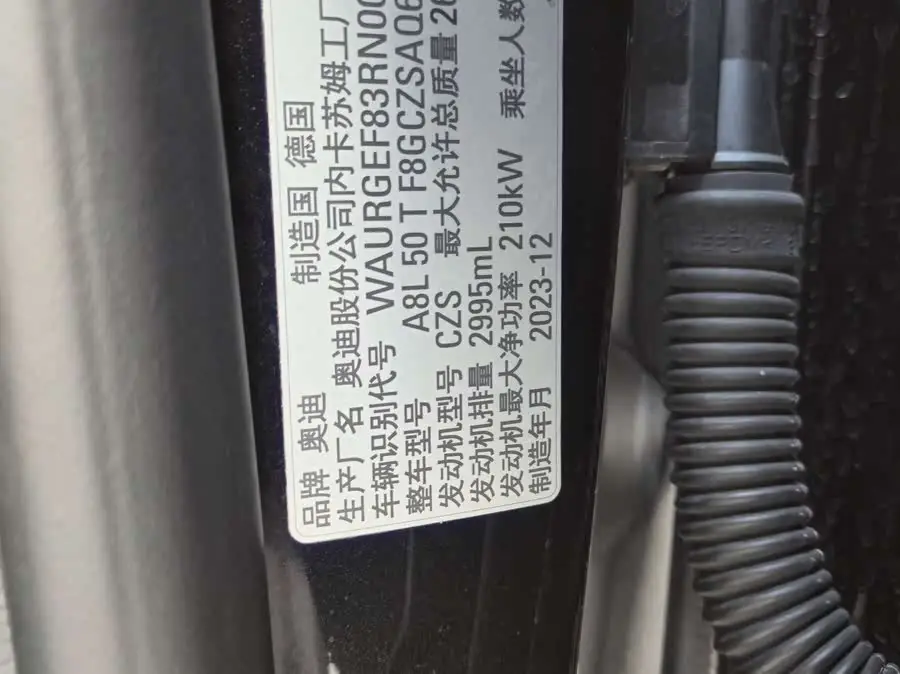 品牌 奥迪 制造国 德国
生产厂名 奥迪股份公司内卡苏姆工厂
车辆识别代号 WAURGEF83RN00
整车型号 A8L 50 T F8GCZSAQ6
发动机型号 CZS 最大允许总质量 26
发动机排量 2995mL
发动机最大净功率 210kW 乘坐人数
制造年月 2023-12